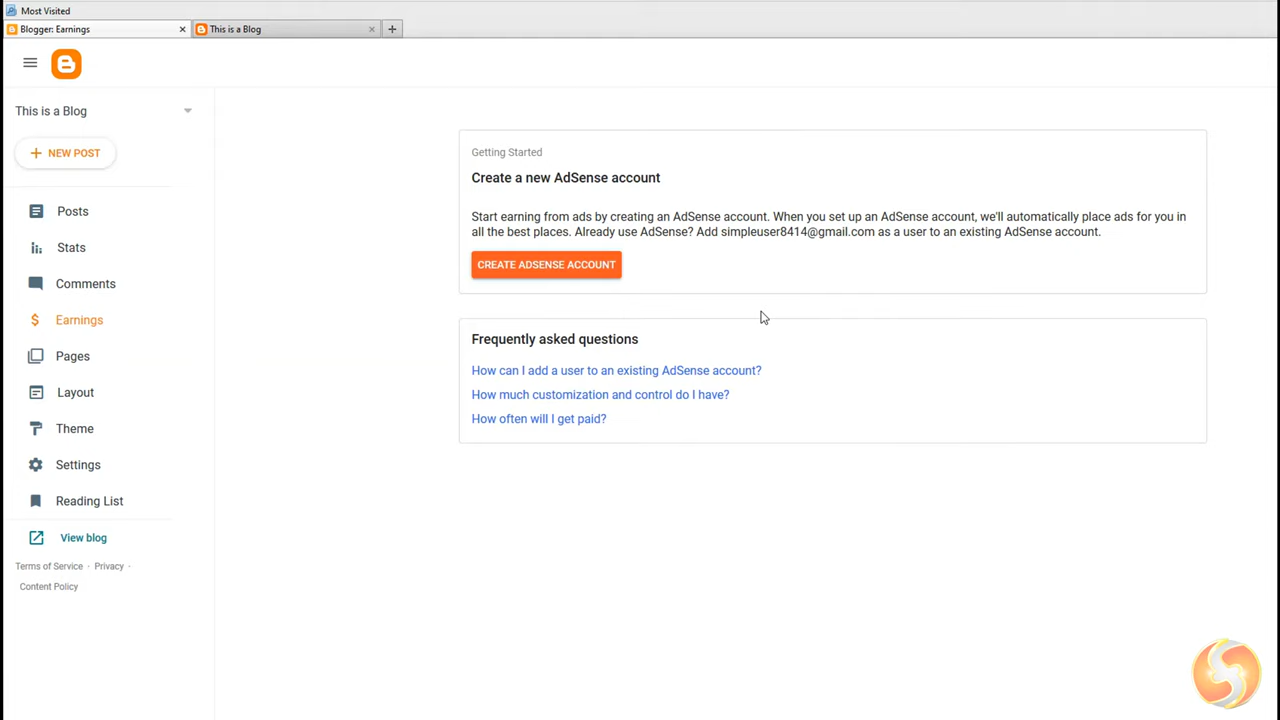 Most Visited
Blogger: Earnings
This is a Blog
This is a Blog
NEW POST
Posts
Stats
Comments
Earnings
Pages
Layout
Theme
Settings
Reading List
View blog
Terms of Service · Privacy ·
Content Policy
Getting Started
Create a new AdSense account
Start earning from ads by creating an AdSense account. When you set up an AdSense account, we'll automatically place ads for you in
all the best places. Already use AdSense? Add simpleuser8414@gmail.com as a user to an existing AdSense account.
CREATE ADSENSE ACCOUNT
Frequently asked questions
How can I add a user to an existing AdSense account?
How much customization and control do I have?
How often will I get paid?